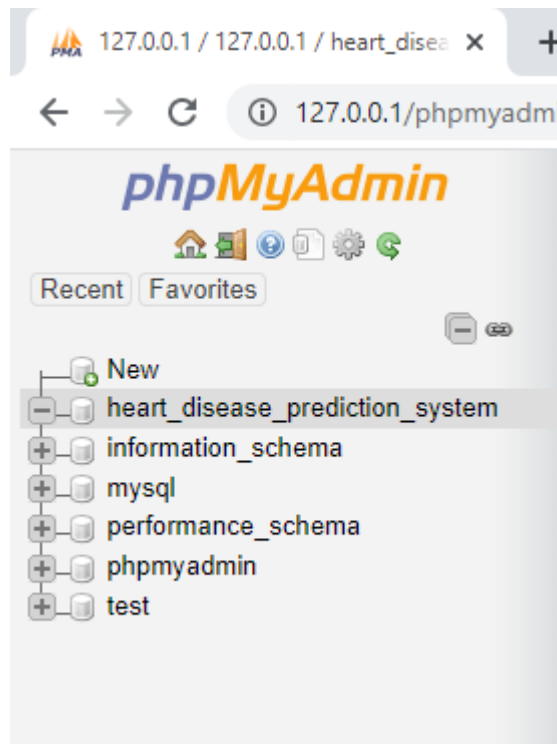 PMA 127.0.0.1 / 127.0.0.1 / heart_disea
127.0.0.1/phpmyadm
phpMyAdmin
Recent Favorites
New
heart_disease_prediction_system
information_schema
mysql
performance_schema
phpmyadmin
test